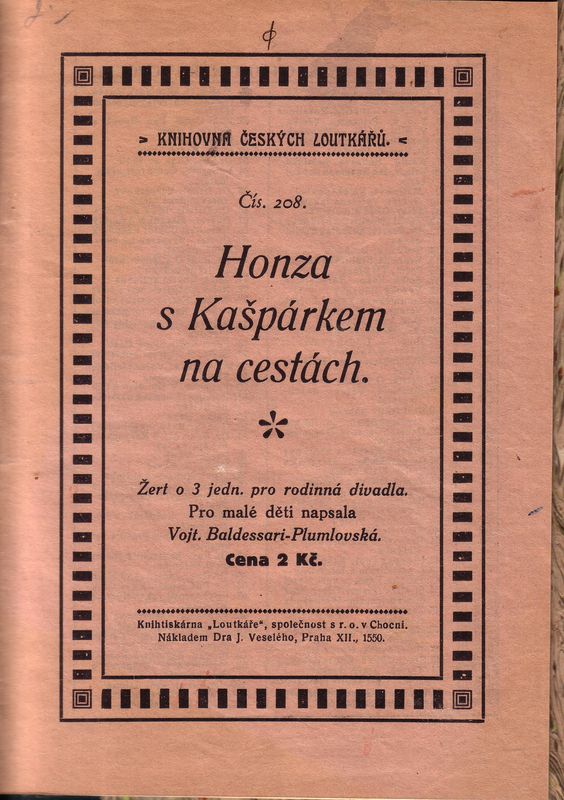 > KNIHOVNA ČESKÝCH LOUTKÁŘŮ. <
Čís. 208.
Honza
s Kašpárkem
na cestách.
*
Žert o 3 jedn. pro rodinná divadla.
Pro malé děti napsala
Vojt. Baldessari-Plumlovská.
Cena 2 Kč.
Knihtiskárna „Loutkáře“, společnost s r. o. v Chocni.
Nákladem Dra J. Veselého, Praha XII., 1550.